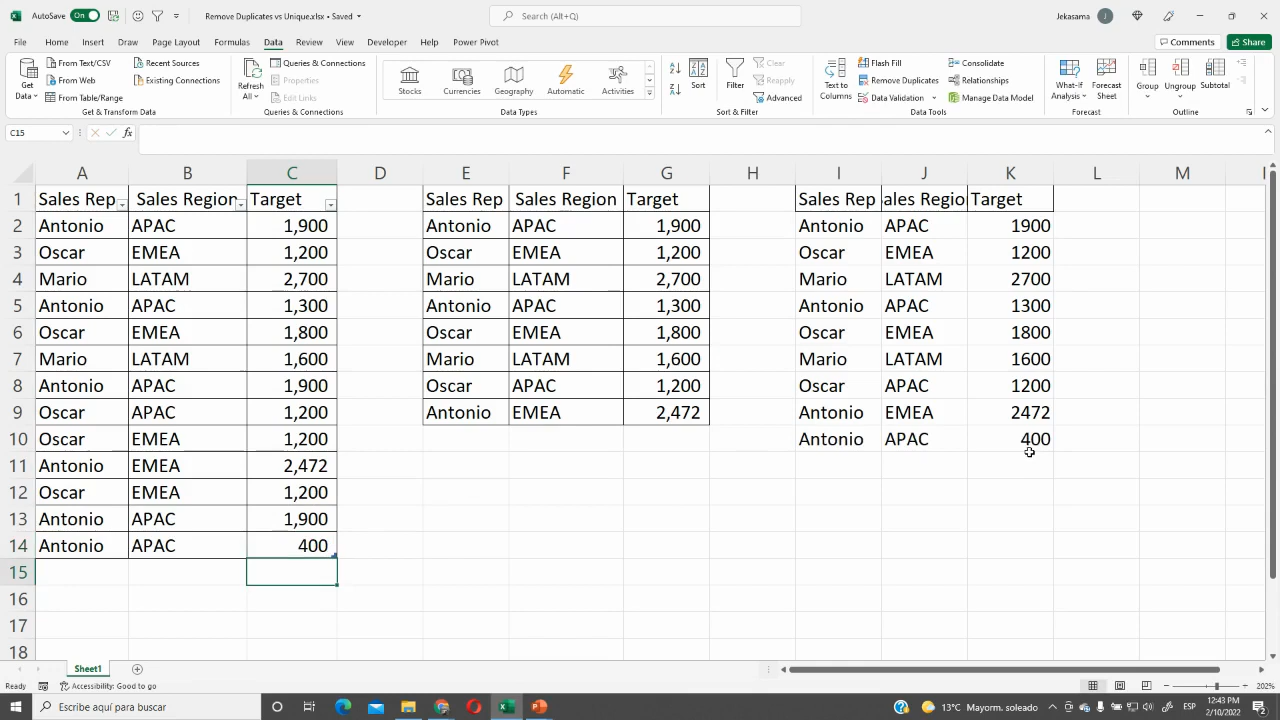 AutoSave On Remove Duplicates vs Unique.xlsx • Saved Search (Alt+Q) Jekasama J
File Home Insert Draw Page Layout Formulas Data Review View Developer Help Power Pivot Comments Share
Get Data From Text/CSV From Web From Table/Range Recent Sources Existing Connections
Get & Transform Data
Refresh All Queries & Connections Properties Edit Links
Queries & Connections
Stocks Currencies Geography Automatic Activities
Data Types
Sort Filter Clear Reapply Advanced
Sort & Filter
Text to Columns Flash Fill Remove Duplicates Data Validation Consolidate Relationships Manage Data Model
Data Tools
What-If Analysis Forecast Sheet
Forecast
Group Ungroup Subtotal
Outline
C15 fx
A B C D E F G H I J K L M
1 Sales Rep Sales Region Target Sales Rep Sales Region Target Sales Rep ales Regio Target
2 Antonio APAC 1,900 Antonio APAC 1,900 Antonio APAC 1900
3 Oscar EMEA 1,200 Oscar EMEA 1,200 Oscar EMEA 1200
4 Mario LATAM 2,700 Mario LATAM 2,700 Mario LATAM 2700
5 Antonio APAC 1,300 Antonio APAC 1,300 Antonio APAC 1300
6 Oscar EMEA 1,800 Oscar EMEA 1,800 Oscar EMEA 1800
7 Mario LATAM 1,600 Mario LATAM 1,600 Mario LATAM 1600
8 Antonio APAC 1,900 Oscar APAC 1,200 Oscar APAC 1200
9 Oscar APAC 1,200 Antonio EMEA 2,472 Antonio EMEA 2472
10 Oscar EMEA 1,200 Antonio APAC 400
11 Antonio EMEA 2,472
12 Oscar EMEA 1,200
13 Antonio APAC 1,900
14 Antonio APAC 400
15
16
17
18
Sheet1
Ready Accessibility: Good to go 202%
Escribe aquí para buscar 13°C Mayorm. soleado ESP 12:43 PM
2/10/2022 2